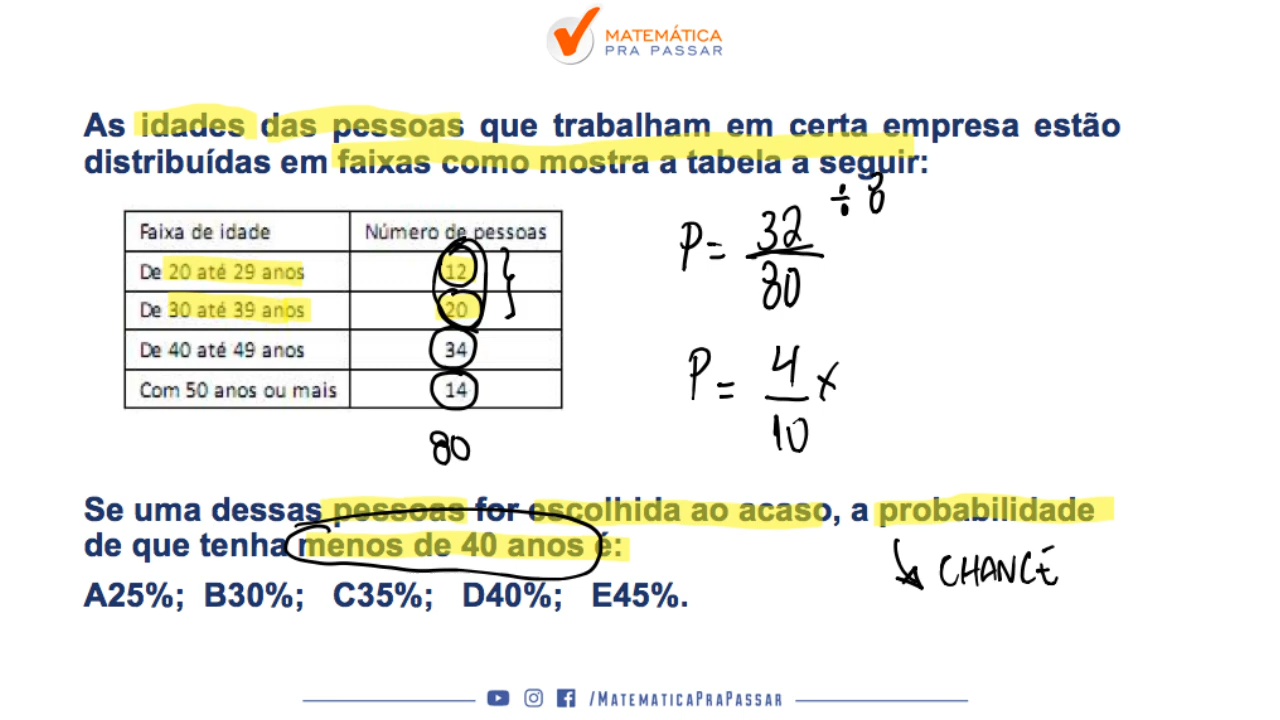 MATEMÁTICA
PRA PASSAR
As idades das pessoas que trabalham em certa empresa estão
distribuídas em faixas como mostra a tabela a seguir:
Faixa de idade Número de pessoas
De 20 até 29 anos 12
De 30 até 39 anos 20
De 40 até 49 anos 34
Com 50 anos ou mais 14
80
P = 32/80 ÷ 8
P = 4/10 x
Se uma dessas pessoas for escolhida ao acaso, a probabilidade
de que tenha menos de 40 anos é:
CHANCE
A25%; B30%; C35%; D40%; E45%.
/MATEMATICAPRAPASSAR